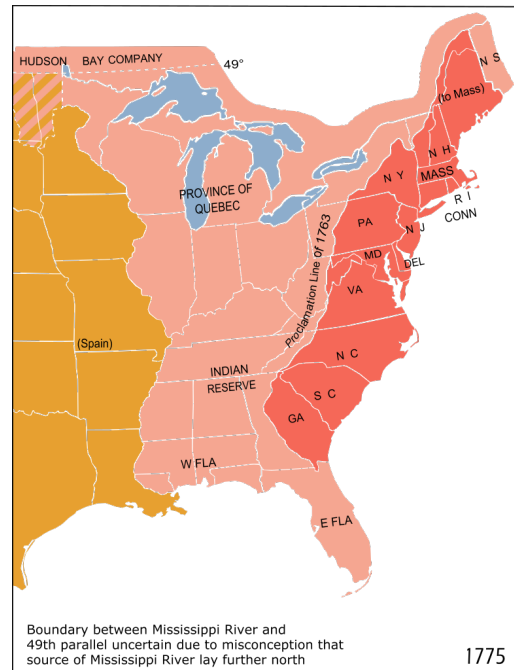 HUDSON BAY COMPANY
49°
N S
(to Mass)
N H
N Y
MASS
R I
CONN
PROVINCE OF
QUEBEC
PA
N J
MD
DEL
Proclamation Line of 1763
VA
(Spain)
N C
INDIAN
RESERVE
S C
GA
W FLA
E FLA
Boundary between Mississippi River and
49th parallel uncertain due to misconception that
source of Mississippi River lay further north
1775